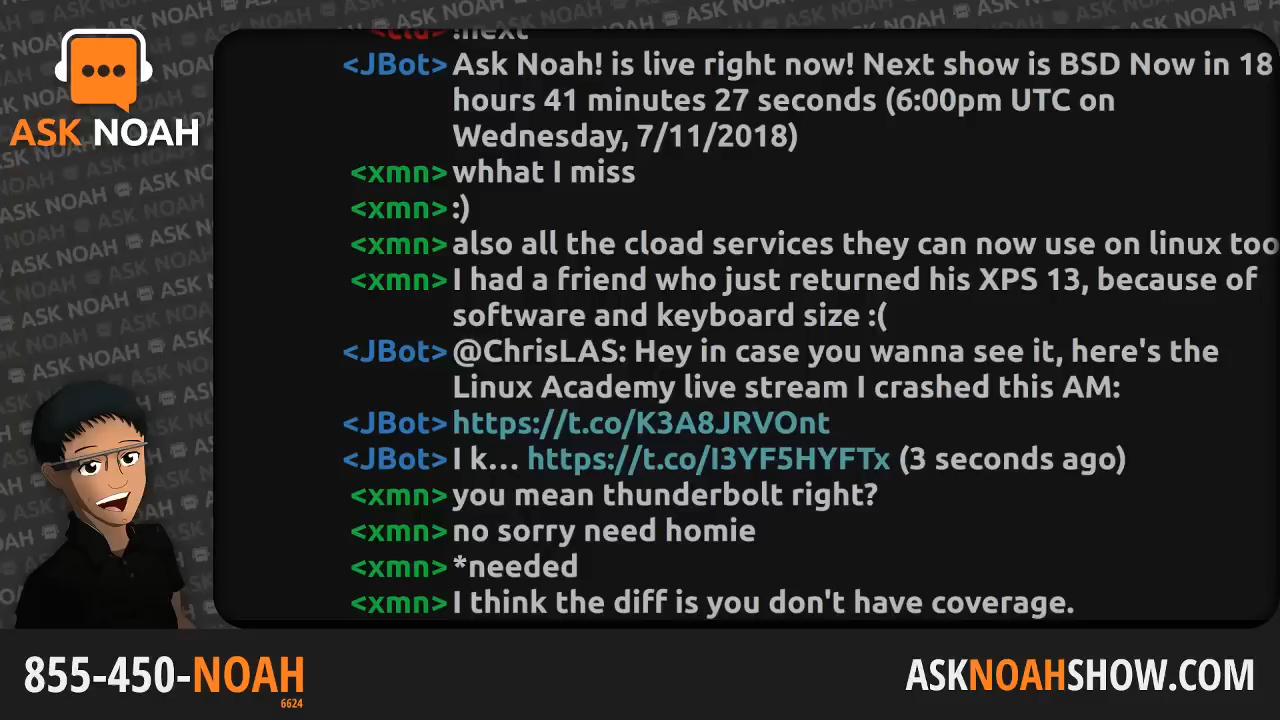 ASK NOAH
<ctd> !next
<JBot> Ask Noah! is live right now! Next show is BSD Now in 18
hours 41 minutes 27 seconds (6:00pm UTC on
Wednesday, 7/11/2018)
<xmn> whhat I miss
<xmn> :)
<xmn> also all the cload services they can now use on linux too
<xmn> I had a friend who just returned his XPS 13, because of
software and keyboard size :(
<JBot> @ChrisLAS: Hey in case you wanna see it, here's the
Linux Academy live stream I crashed this AM:
<JBot> https://t.co/K3A8JRVOnt
<JBot> I k… https://t.co/I3YF5HYFTx (3 seconds ago)
<xmn> you mean thunderbolt right?
<xmn> no sorry need homie
<xmn> *needed
<xmn> I think the diff is you don't have coverage.
855-450-NOAH
6624
ASKNOAHSHOW.COM